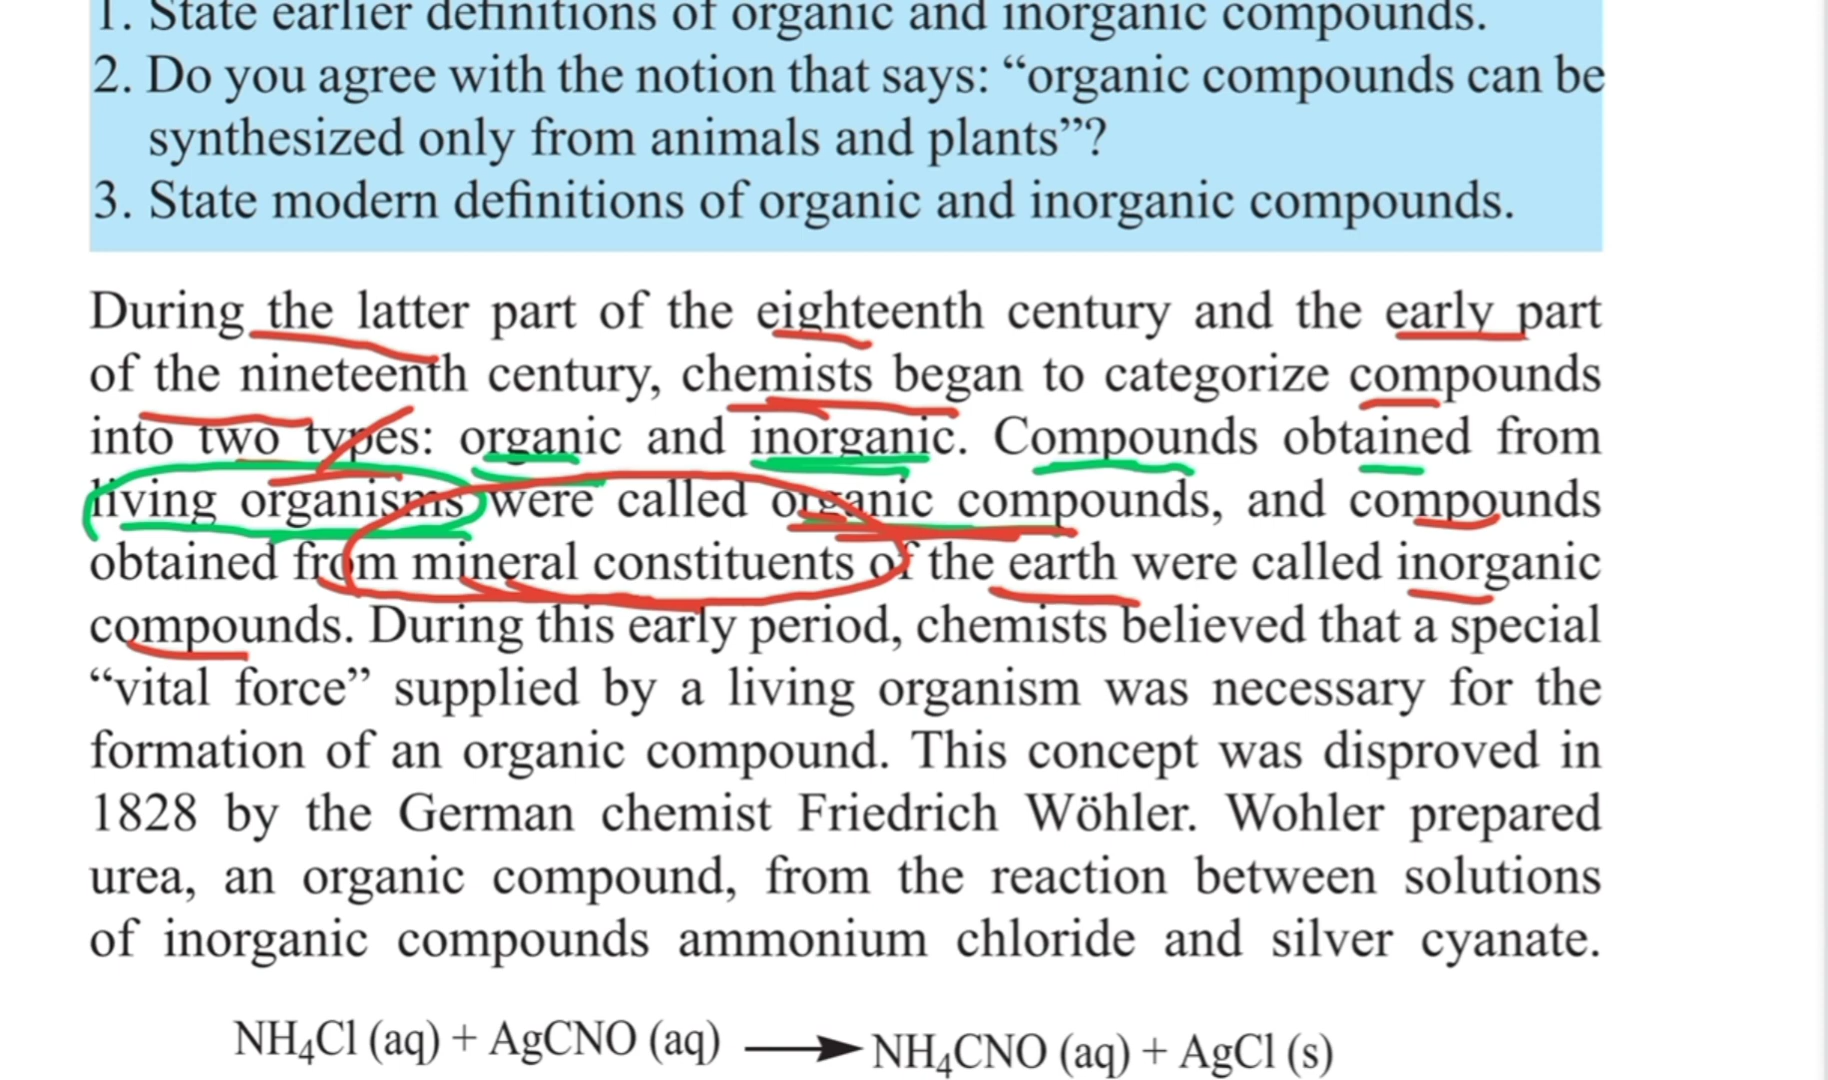 1. State earlier definitions of organic and inorganic compounds.
2. Do you agree with the notion that says: “organic compounds can be
synthesized only from animals and plants”?
3. State modern definitions of organic and inorganic compounds.
During the latter part of the eighteenth century and the early part
of the nineteenth century, chemists began to categorize compounds
into two types: organic and inorganic. Compounds obtained from
living organisms were called organic compounds, and compounds
obtained from mineral constituents of the earth were called inorganic
compounds. During this early period, chemists believed that a special
“vital force” supplied by a living organism was necessary for the
formation of an organic compound. This concept was disproved in
1828 by the German chemist Friedrich Wöhler. Wohler prepared
urea, an organic compound, from the reaction between solutions
of inorganic compounds ammonium chloride and silver cyanate.
NH₄Cl (aq) + AgCNO (aq) ⟶ NH₄CNO (aq) + AgCl (s)